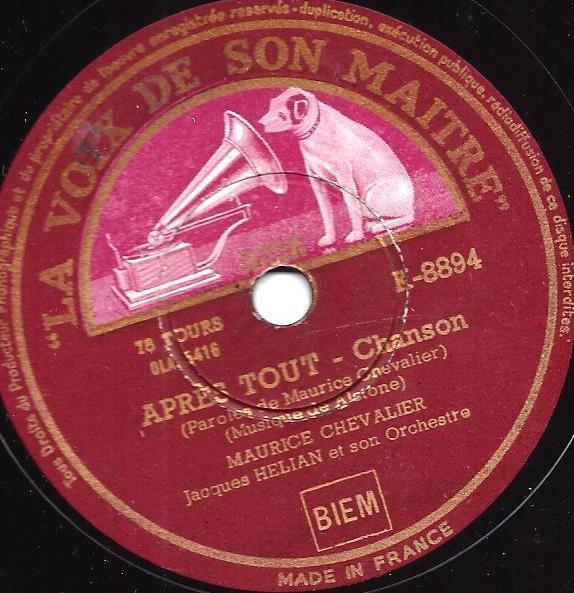 Tous Droits du Producteur Phonographique et du propriétaire de l'oeuvre enregistrée réservés - duplication, exécution publique, radiodiffusion de ce disque interdites.
"LA VOIX DE SON MAITRE"
K-8894
78 TOURS
5416
APRÈS TOUT - Chanson
(Paroles de Maurice Chevalier)
(Musique de Alstone)
MAURICE CHEVALIER
Jacques HELIAN et son Orchestre
BIEM
MADE IN FRANCE